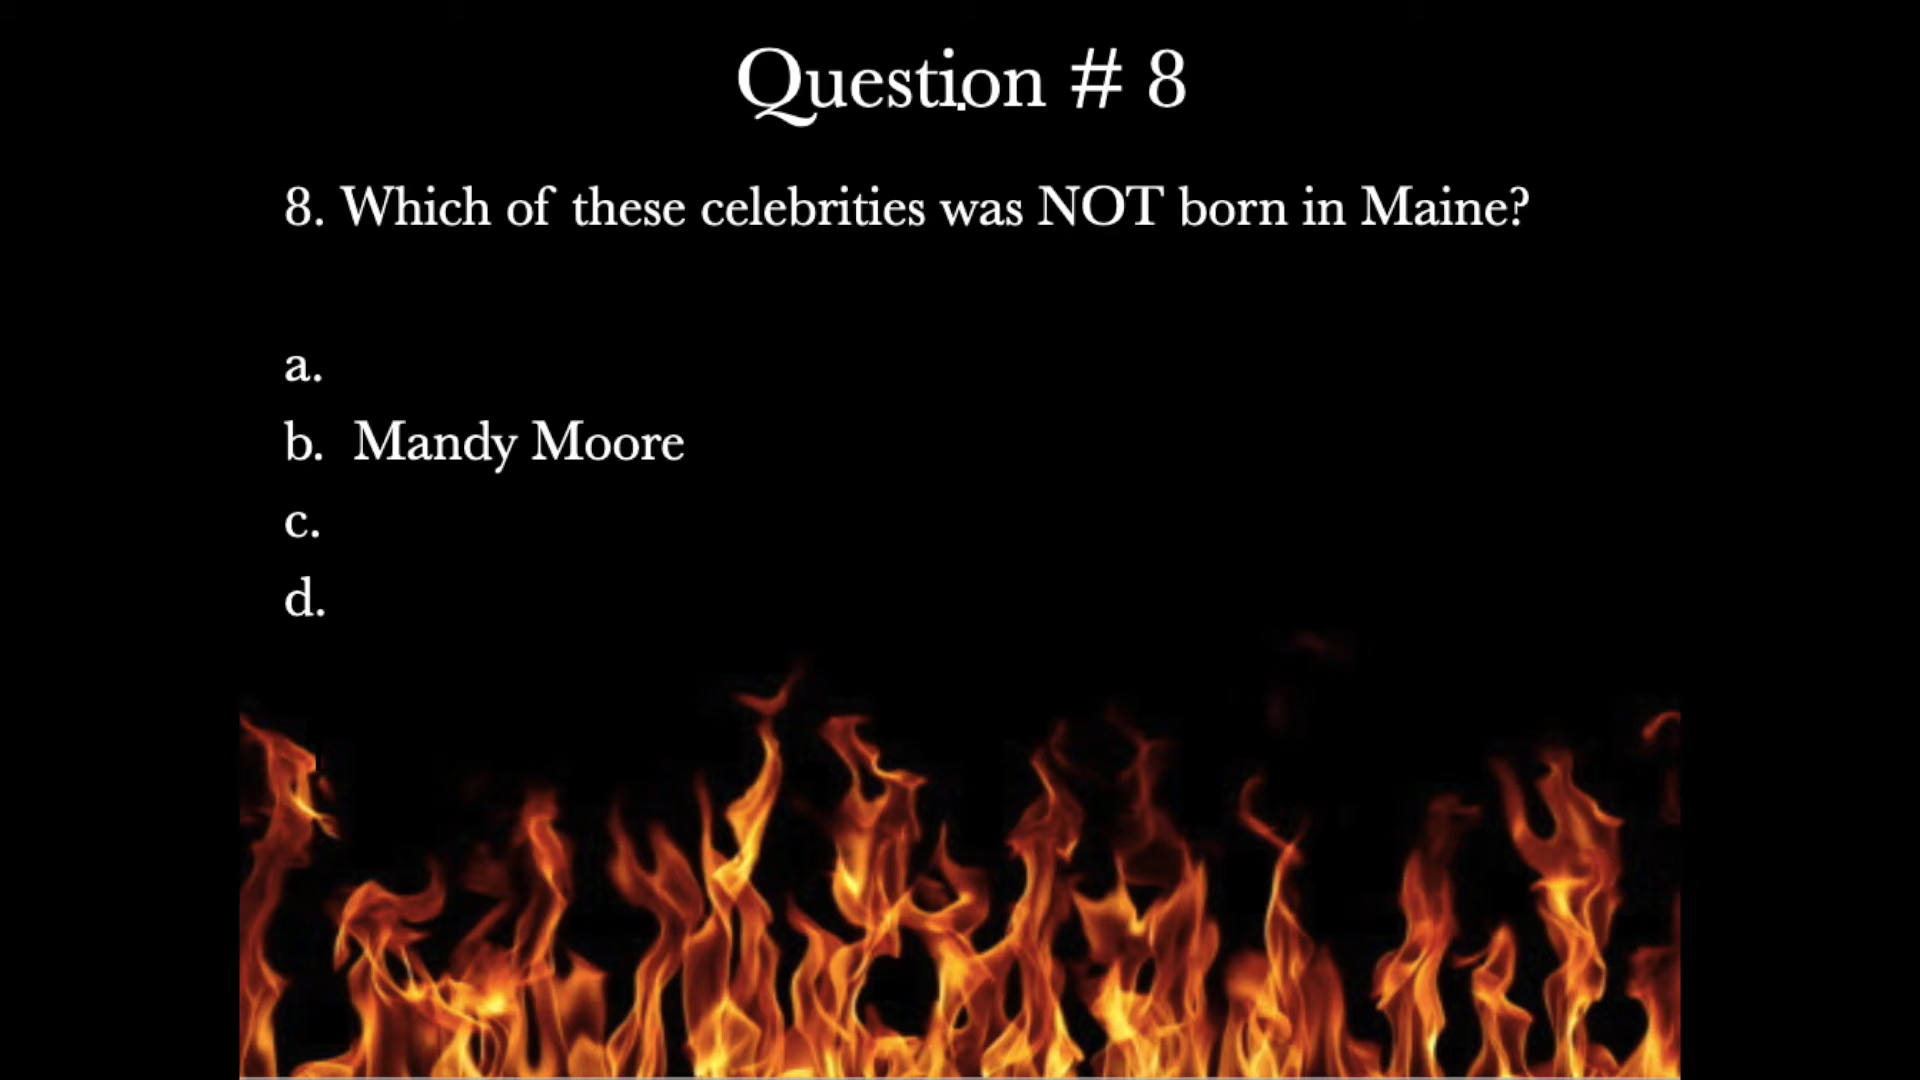 Question # 8
8. Which of these celebrities was NOT born in Maine?
a.
b. Mandy Moore
c.
d.